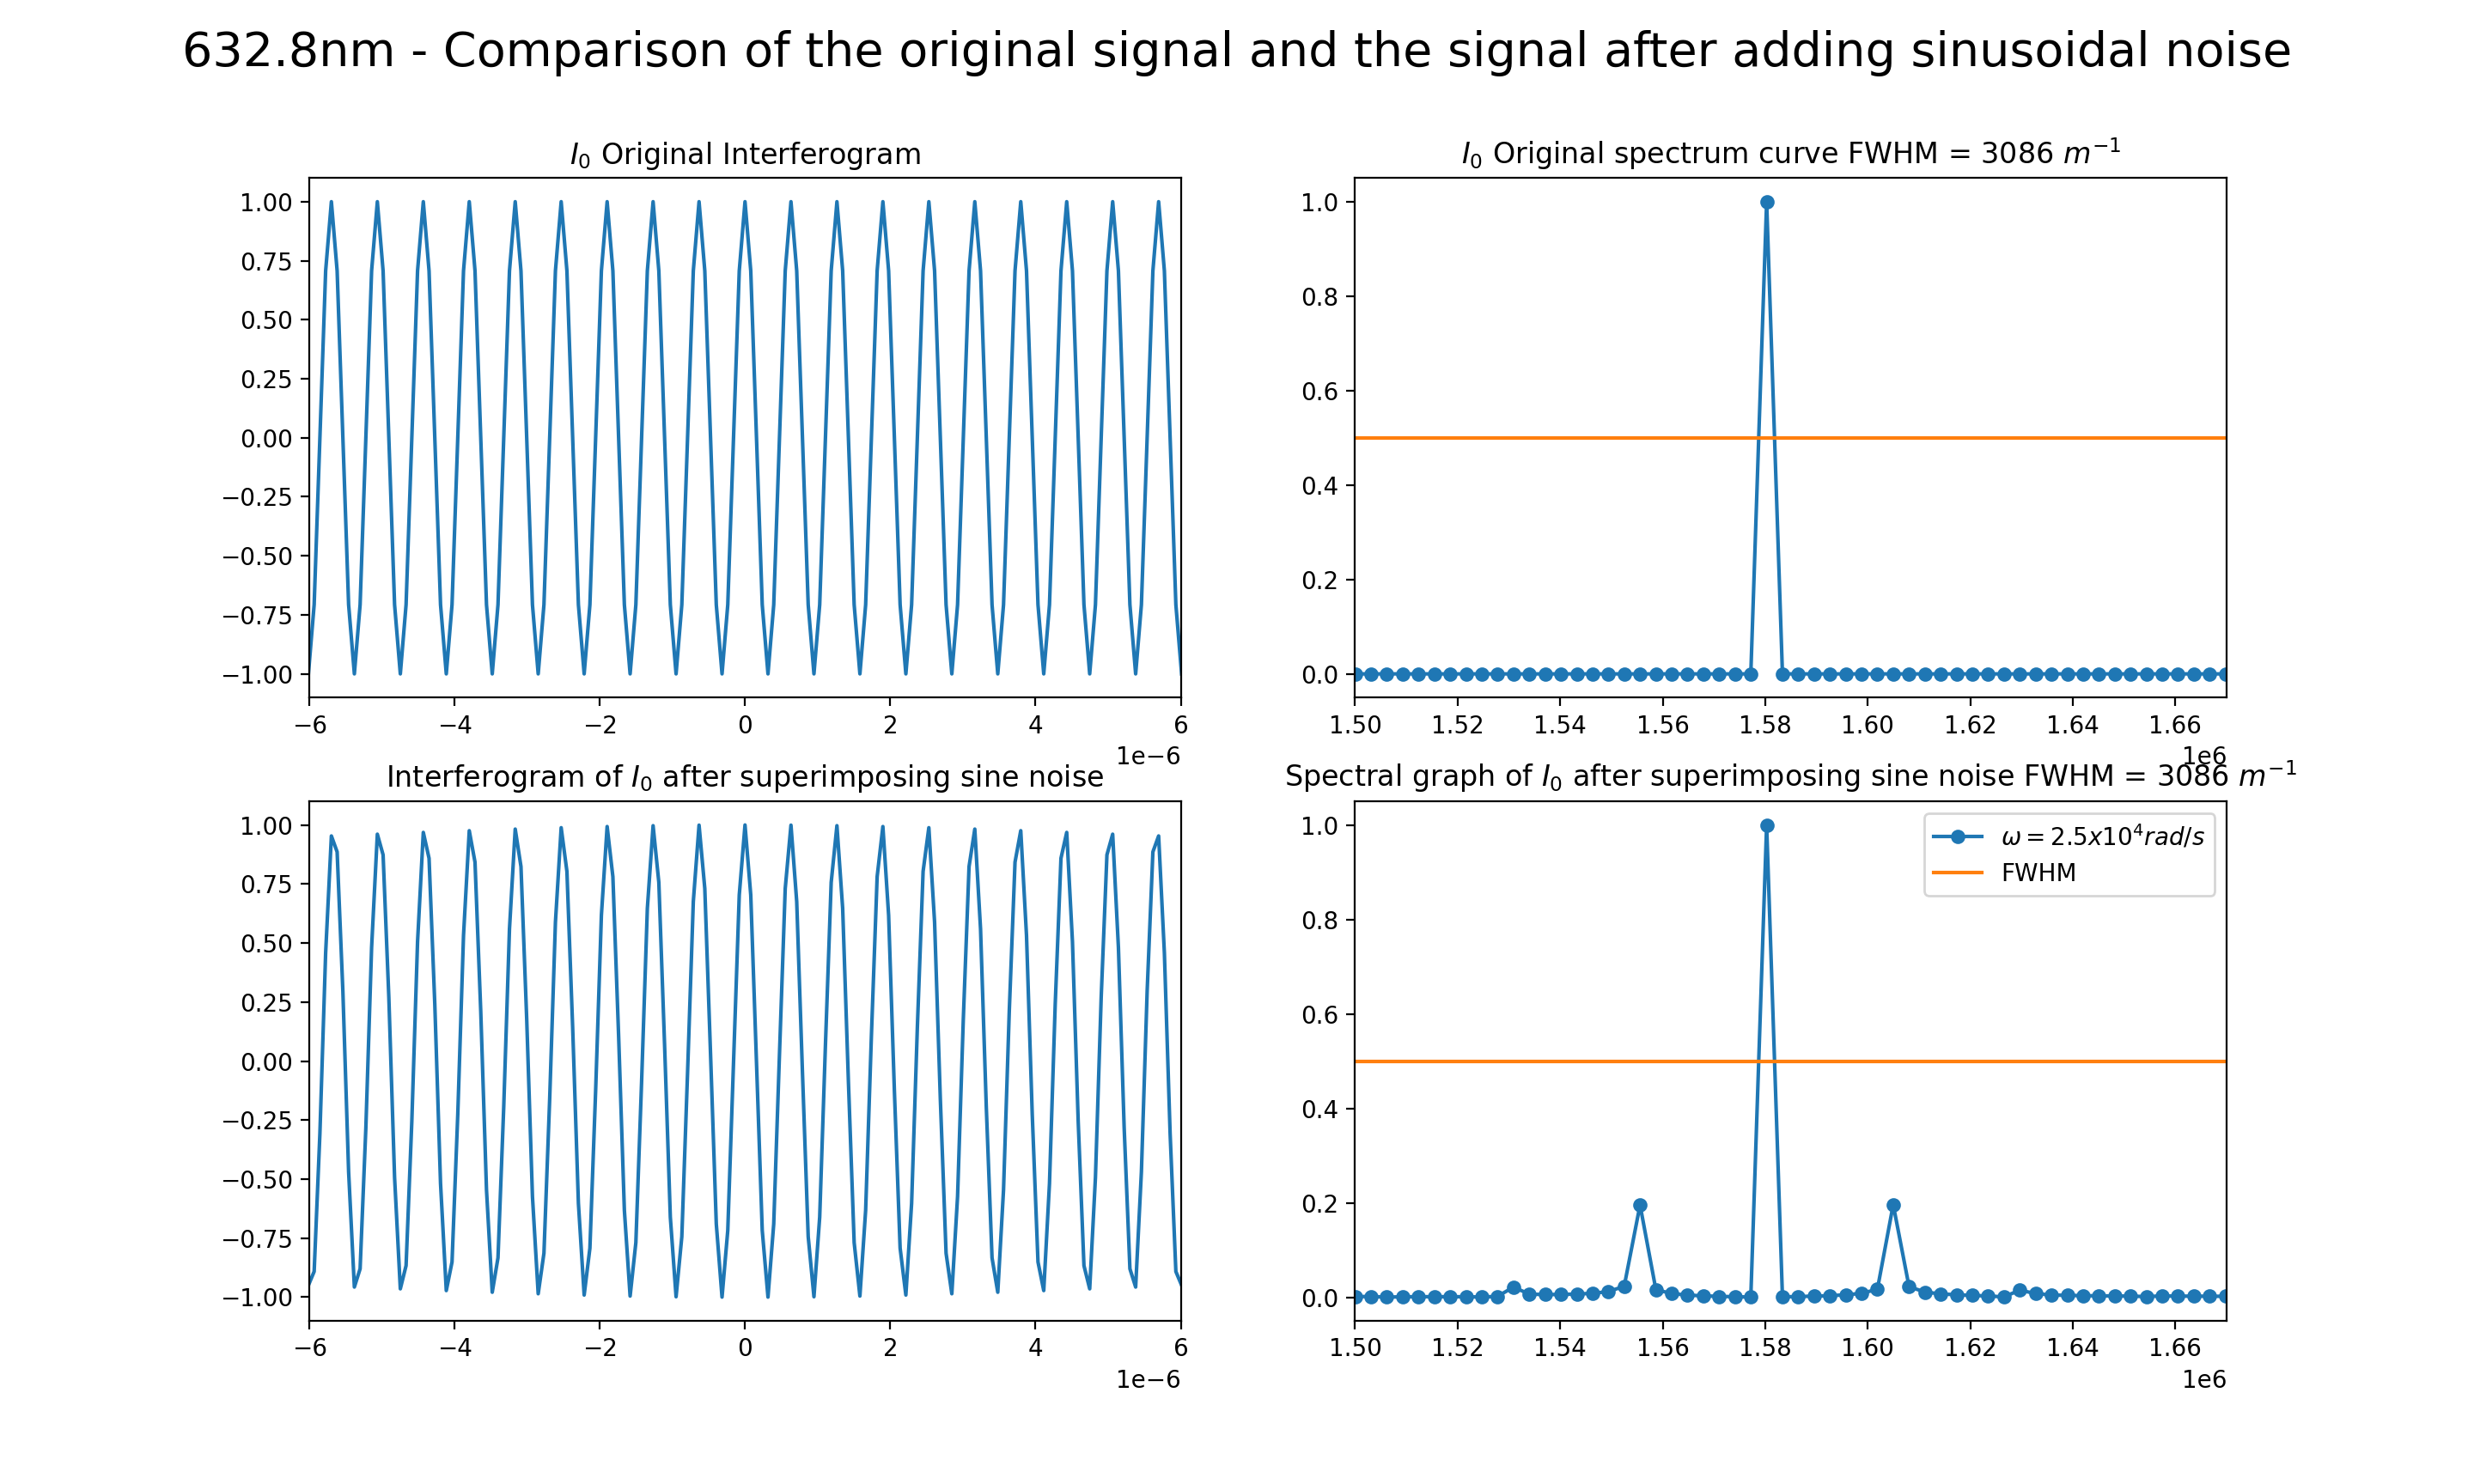 632.8nm - Comparison of the original signal and the signal after adding sinusoidal noise
I₀ Original Interferogram
1.00
0.75
0.50
0.25
0.00
−0.25
−0.50
−0.75
−1.00
−6 −4 −2 0 2 4 6
1e−6
I₀ Original spectrum curve FWHM = 3086 m⁻¹
1.0
0.8
0.6
0.4
0.2
0.0
1.50 1.52 1.54 1.56 1.58 1.60 1.62 1.64 1.66
1e6
Interferogram of I₀ after superimposing sine noise
1.00
0.75
0.50
0.25
0.00
−0.25
−0.50
−0.75
−1.00
−6 −4 −2 0 2 4 6
1e−6
Spectral graph of I₀ after superimposing sine noise FWHM = 3086 m⁻¹
ω = 2.5x10⁴rad/s
FWHM
1.0
0.8
0.6
0.4
0.2
0.0
1.50 1.52 1.54 1.56 1.58 1.60 1.62 1.64 1.66
1e6